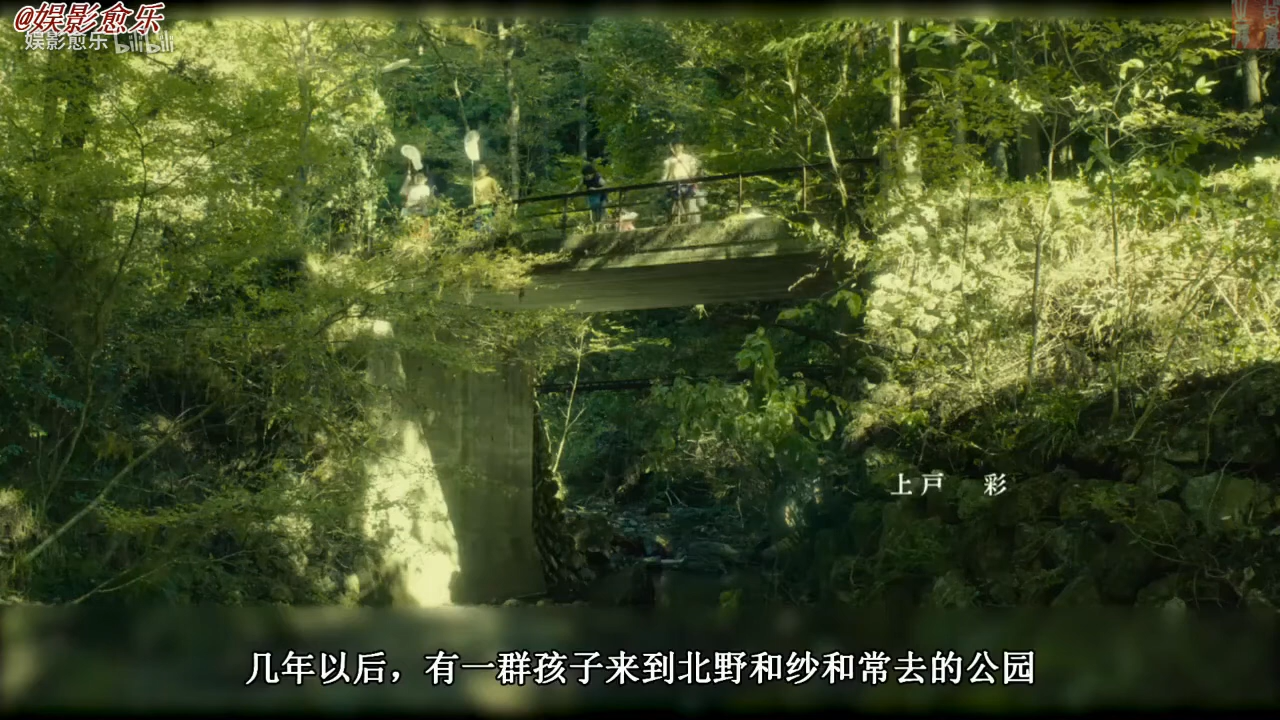 @娱影愈乐
娱影愈乐 bilibili
上戸 彩
几年以后，有一群孩子来到北野和纱和常去的公园